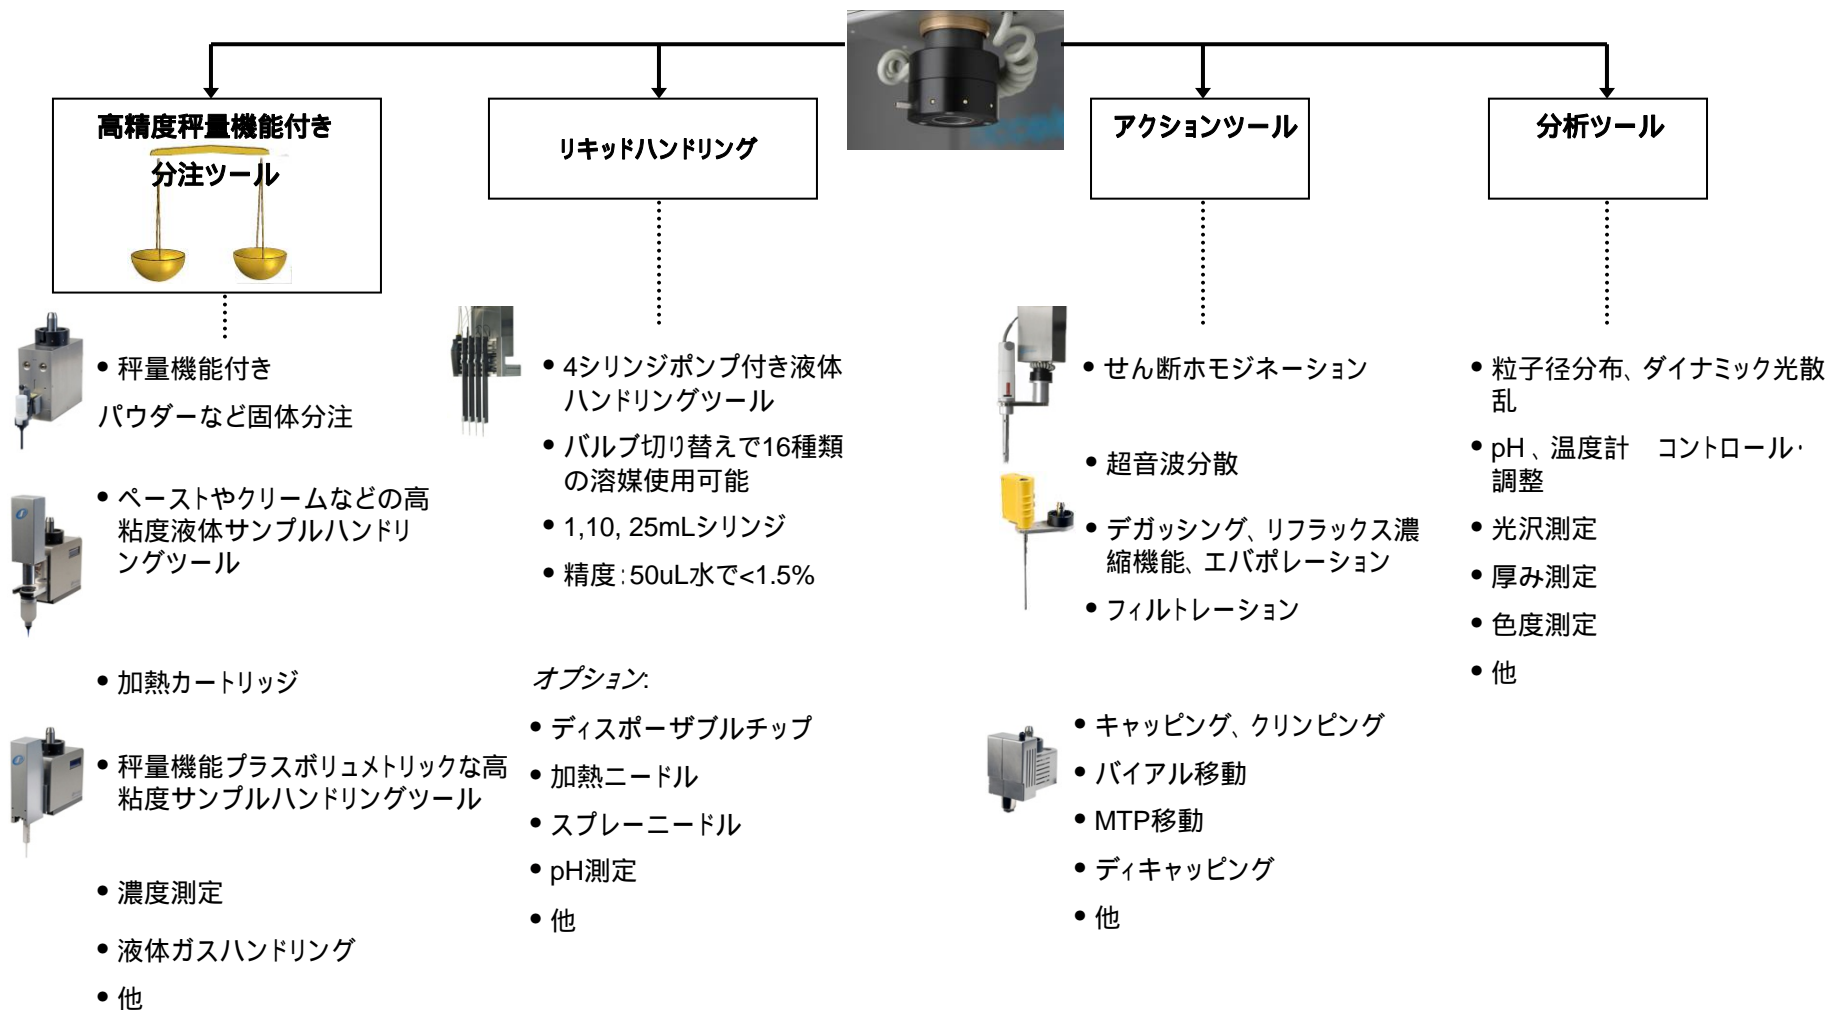 高精度秤量機能付き
分注ツール
リキッドハンドリング
アクションツール
分析ツール
• 秤量機能付き
パウダーなど固体分注
• ペーストやクリームなどの高
粘度液体サンプルハンドリ
ングツール
• 加熱カートリッジ
• 秤量機能プラスボリュメトリックな高
粘度サンプルハンドリングツール
• 濃度測定
• 液体ガスハンドリング
• 他
• 4シリンジポンプ付き液体
ハンドリングツール
• バルブ切り替えで16種類
の溶媒使用可能
• 1,10, 25mLシリンジ
• 精度:50uL水で<1.5%
オプション:
• ディスポーザブルチップ
• 加熱ニードル
• スプレーニードル
• pH測定
• 他
• せん断ホモジネーション
• 超音波分散
• デガッシング、リフラックス濃
縮機能、エバポレーション
• フィルトレーション
• キャッピング、クリンピング
• バイアル移動
• MTP移動
• ディキャッピング
• 他
• 粒子径分布、ダイナミック光散
乱
• pH、温度計　コントロール・
調整
• 光沢測定
• 厚み測定
• 色度測定
• 他